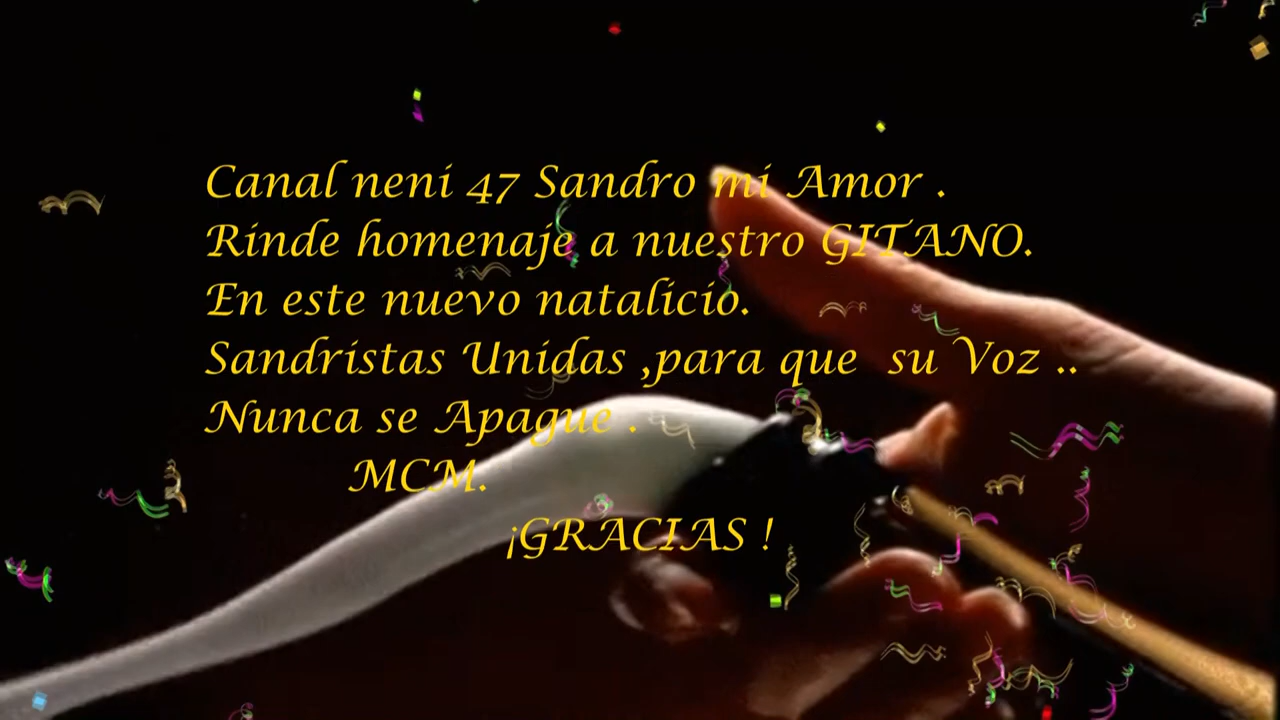 Canal neni 47 Sandro mi Amor .
Rinde homenaje a nuestro GITANO.
En este nuevo natalicio.
Sandristas Unidas ,para que su Voz ..
Nunca se Apague .
MCM.
¡GRACIAS !